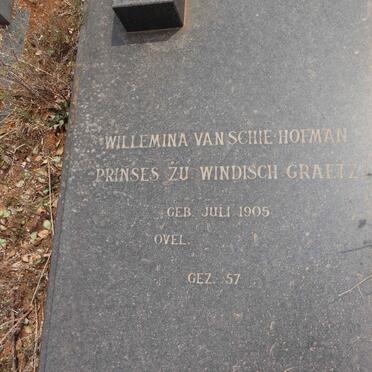 WILLEMINA VAN SCHIE-HOFMAN
PRINSES ZU WINDISCH GRAETZ
GEB. JULI 1905
OVEL.
GEZ. 57